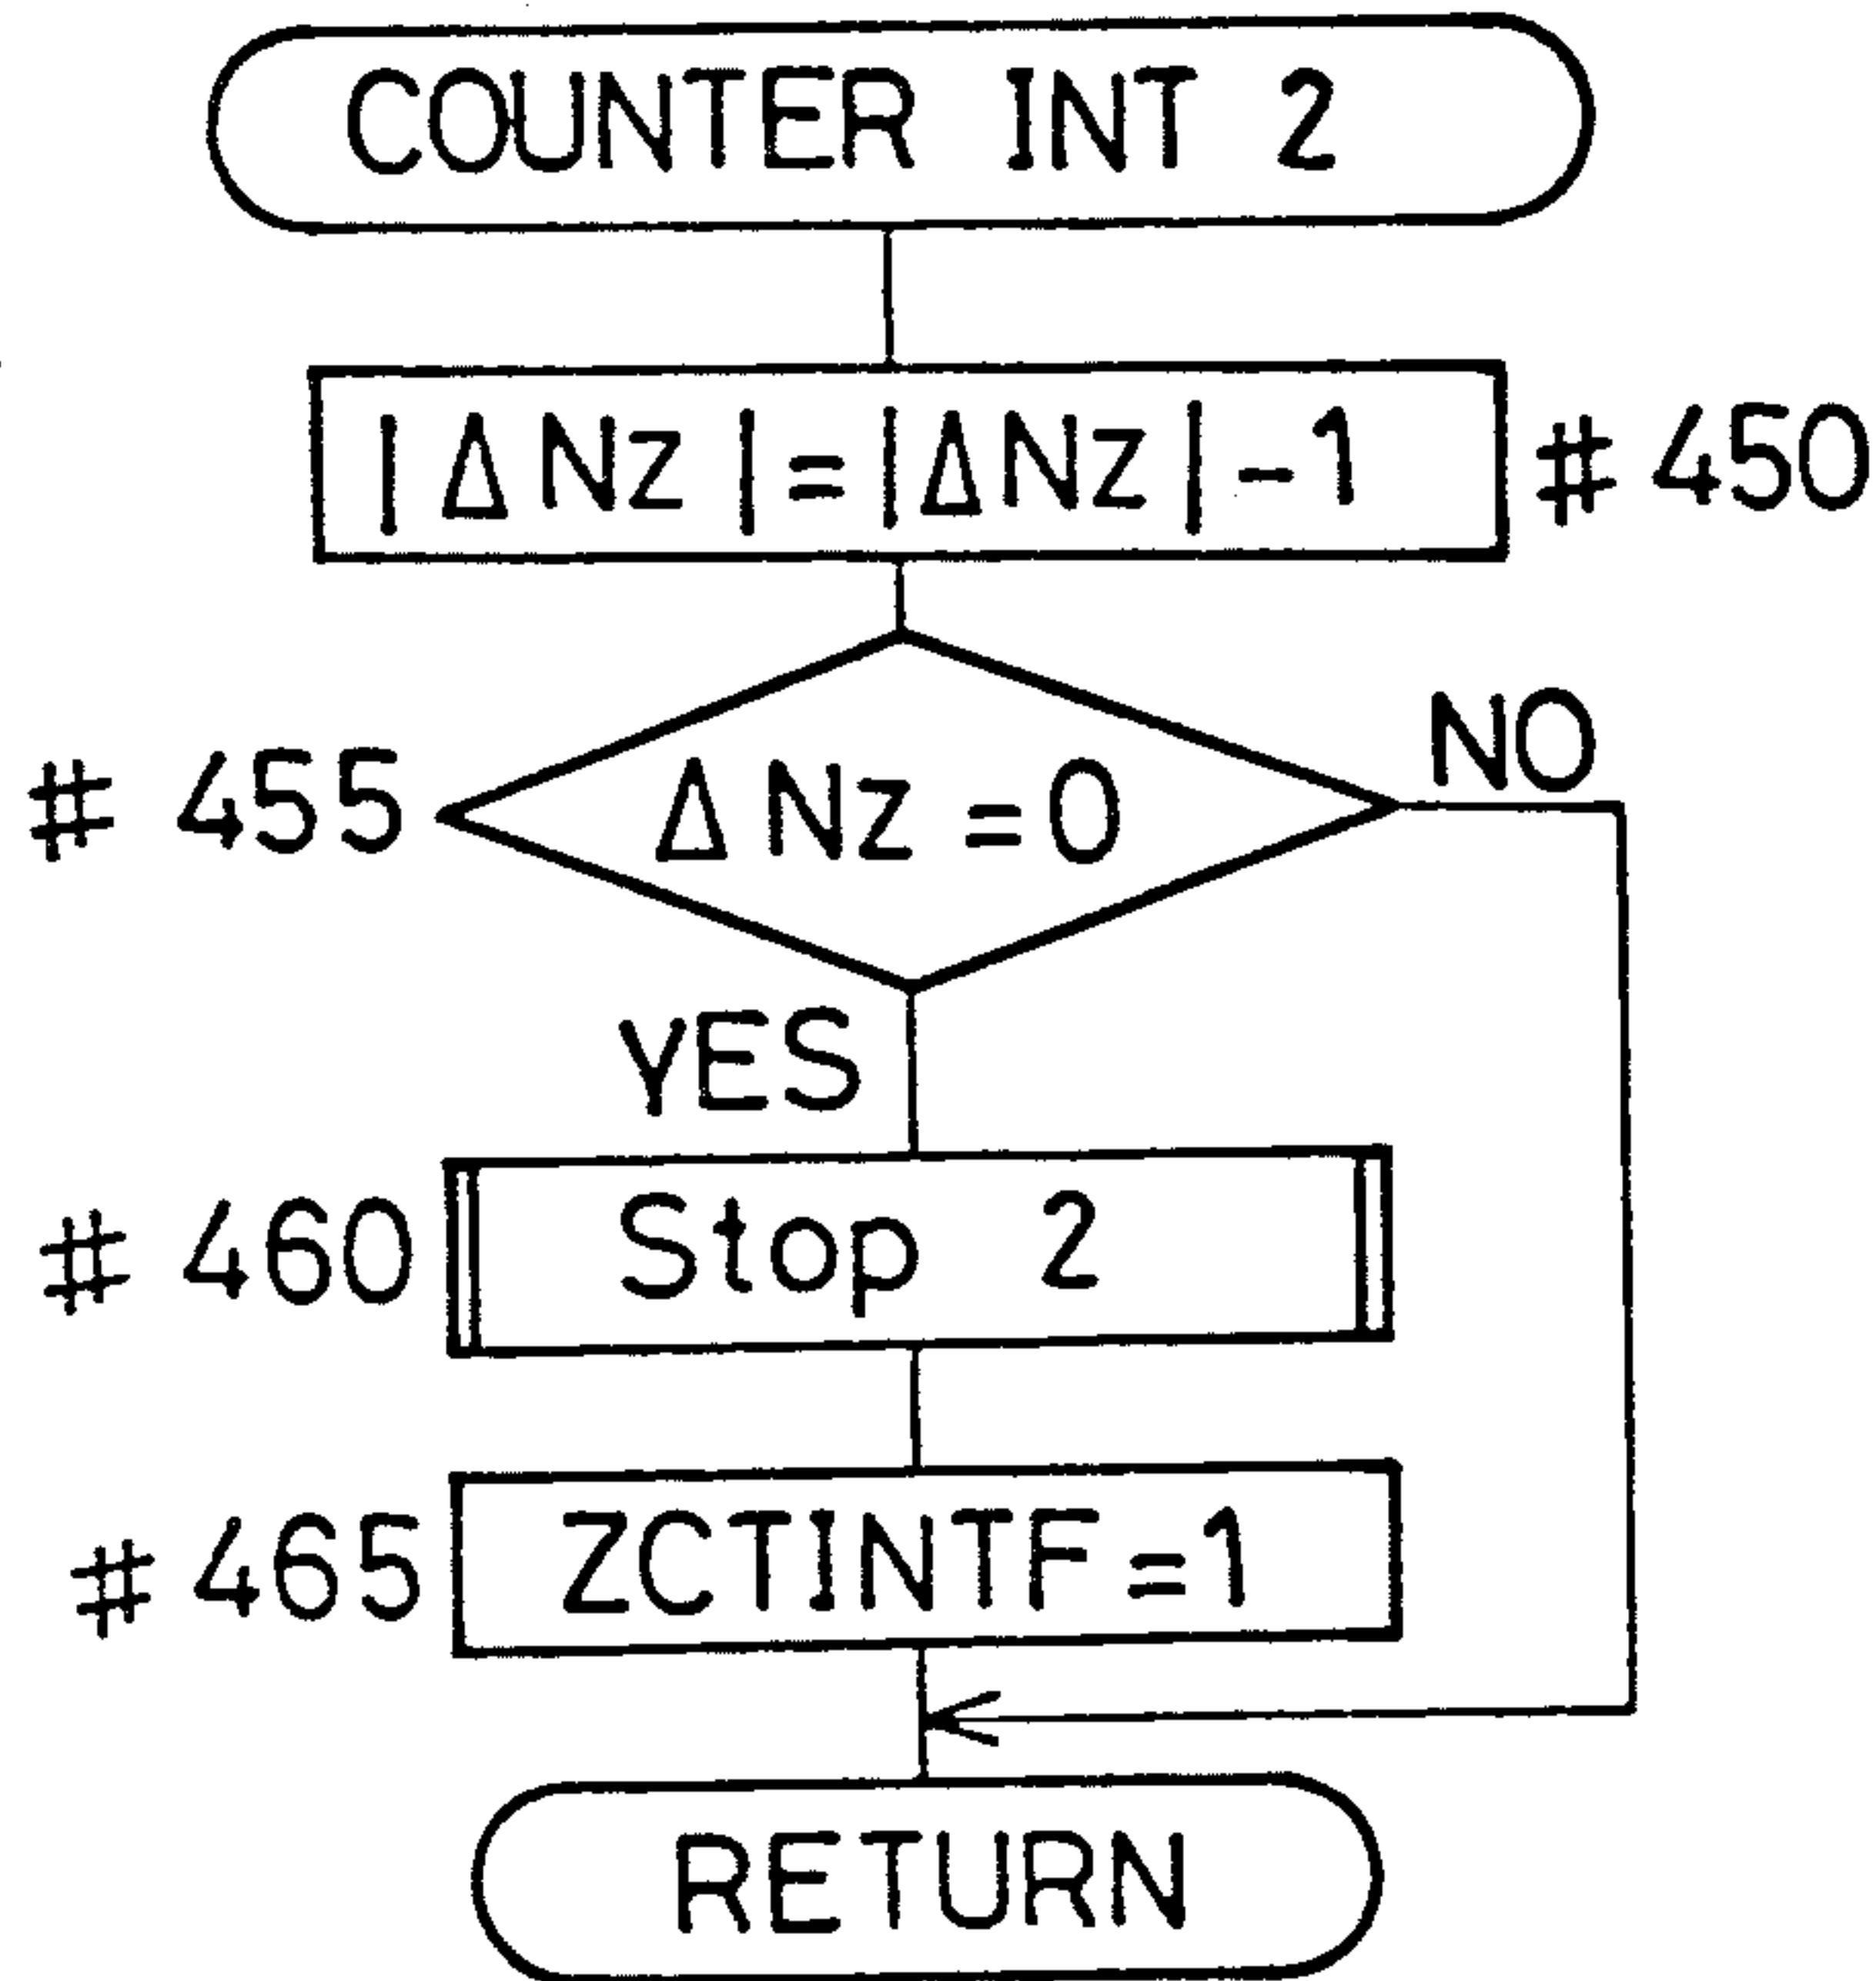 COUNTER INT 2
|ΔNZ|=|ΔNZ|-1 #450
NO
#455 ΔNZ=0
YES
#460 Stop 2
#465 ZCTINTF=1
RETURN